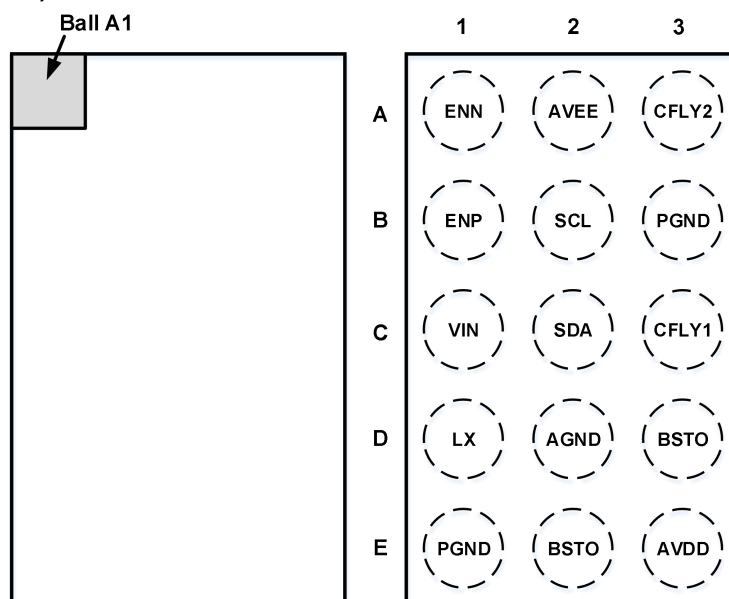 Ball A1
1 2 3
A ENN AVEE CFLY2
B ENP SCL PGND
C VIN SDA CFLY1
D LX AGND BSTO
E PGND BSTO AVDD